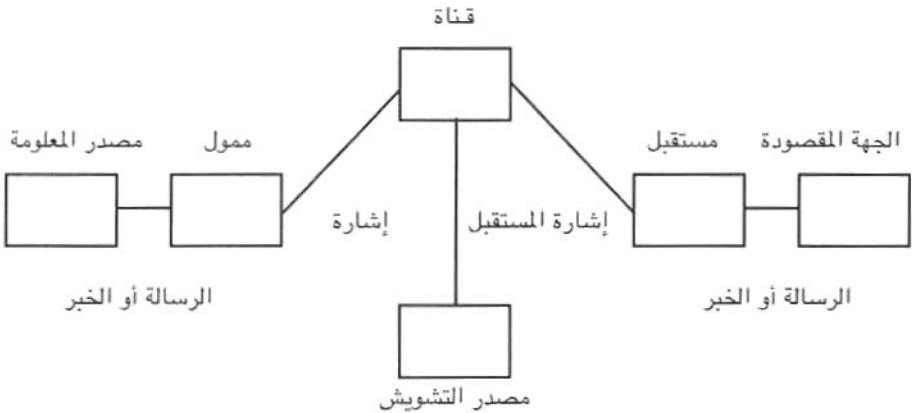 قناة
مصدر المعلومة
ممول
مستقبل
الجهة المقصودة
إشارة
إشارة المستقبل
الرسالة أو الخبر
الرسالة أو الخبر
مصدر التشويش